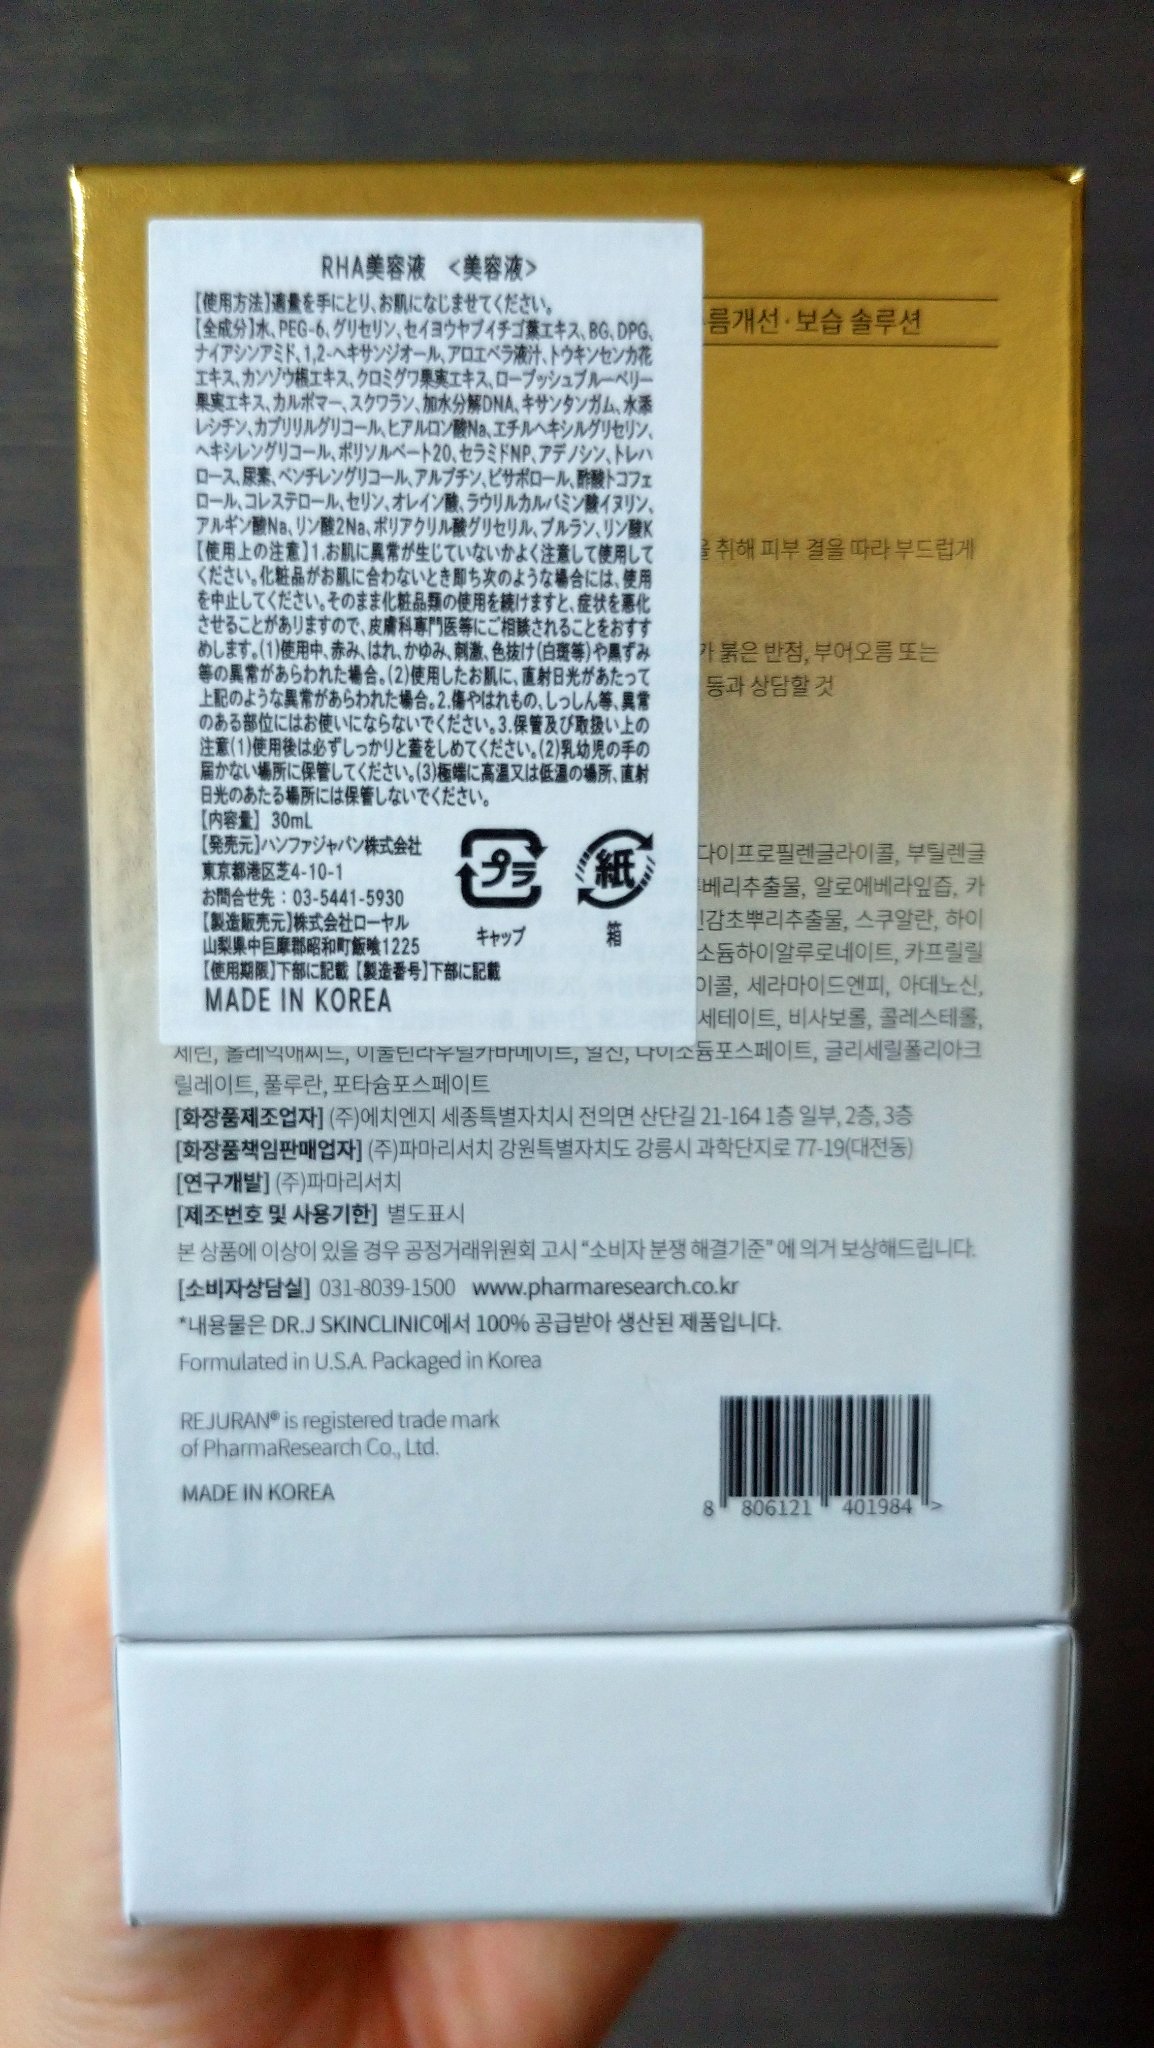 RHA美容液 <美容液>
【使用方法】適量を手にとり、お肌になじませてください。
【全成分】水、PEG-6、グリセリン、セイヨウヤブイチゴ葉エキス、BG、DPG、
ナイアシンアミド、1,2-ヘキサンジオール、アロエベラ液汁、トウキンセンカ花
エキス、カンゾウ根エキス、クロミグワ果実エキス、ローブッシュブルーベリー
果実エキス、カルボマー、スクワラン、加水分解DNA、キサンタンガム、水添
レシチン、カプリリルグリコール、ヒアルロン酸Na、エチルヘキシルグリセリン、
ヘキシレングリコール、ポリソルベート20、セラミドNP、アデノシン、トレハ
ロース、尿素、ペンチレングリコール、アルブチン、ビサボロール、酢酸トコフェ
ロール、コレステロール、セリン、オレイン酸、ラウリルカルバミン酸イヌリン、
アルギン酸Na、リン酸2Na、ポリアクリル酸グリセリル、プルラン、リン酸K
【使用上の注意】1.お肌に異常が生じていないかよく注意して使用して
ください。化粧品がお肌に合わないとき即ち次のような場合には、使用
を中止してください。そのまま化粧品類の使用を続けますと、症状を悪化
させることがありますので、皮膚科専門医等にご相談されることをおすす
めします。(1)使用中、赤み、はれ、かゆみ、刺激、色抜け(白斑等)や黒ずみ
等の異常があらわれた場合。(2)使用したお肌に、直射日光があたって
上記のような異常があらわれた場合。2.傷やはれもの、しっしん等、異常
のある部位にはお使いにならないでください。3.保管及び取扱い上の
注意(1)使用後は必ずしっかりと蓋をしめてください。(2)乳幼児の手の
届かない場所に保管してください。(3)極端に高温又は低温の場所、直射
日光のあたる場所には保管しないでください。
【内容量】 30mL
【発売元】ハンファジャパン株式会社
東京都港区芝4-10-1
お問合せ先：03-5441-5930
【製造販売元】株式会社ローヤル
山梨県中巨摩郡昭和町飯喰1225
【使用期限】下部に記載【製造番号】下部に記載
MADE IN KOREA
プラ
キャップ
紙
箱
름개선·보습 솔루션
취해 피부 결을 따라 부드럽게
가 붉은 반점, 부어오름 또는
등과 상담할 것
다이프로필렌글라이콜, 부틸렌글
베리추출물, 알로에베라잎즙, 카
감초뿌리추출물, 스쿠알란, 하이
소듐하이알루로네이트, 카프릴릴
이콜, 세라마이드엔피, 아데노신,
세테이트, 비사보롤, 콜레스테롤,
세린, 올레익애씨드, 이눌린라우릴카바메이트, 알진, 다이소듐포스페이트, 글리세릴폴리아크
릴레이트, 풀루란, 포타슘포스페이트
[화장품제조업자] (주)에치엔지 세종특별자치시 전의면 산단길 21-164 1층 일부, 2층, 3층
[화장품책임판매업자] (주)파마리서치 강원특별자치도 강릉시 과학단지로 77-19(대전동)
[연구개발] (주)파마리서치
[제조번호 및 사용기한] 별도표시
본 상품에 이상이 있을 경우 공정거래위원회 고시 “소비자 분쟁 해결기준” 에 의거 보상해드립니다.
[소비자상담실] 031-8039-1500 www.pharmaresearch.co.kr
*내용물은 DR.J SKINCLINIC에서 100% 공급받아 생산된 제품입니다.
Formulated in U.S.A. Packaged in Korea
REJURAN® is registered trade mark
of PharmaResearch Co., Ltd.
MADE IN KOREA
8 806121 401984 >